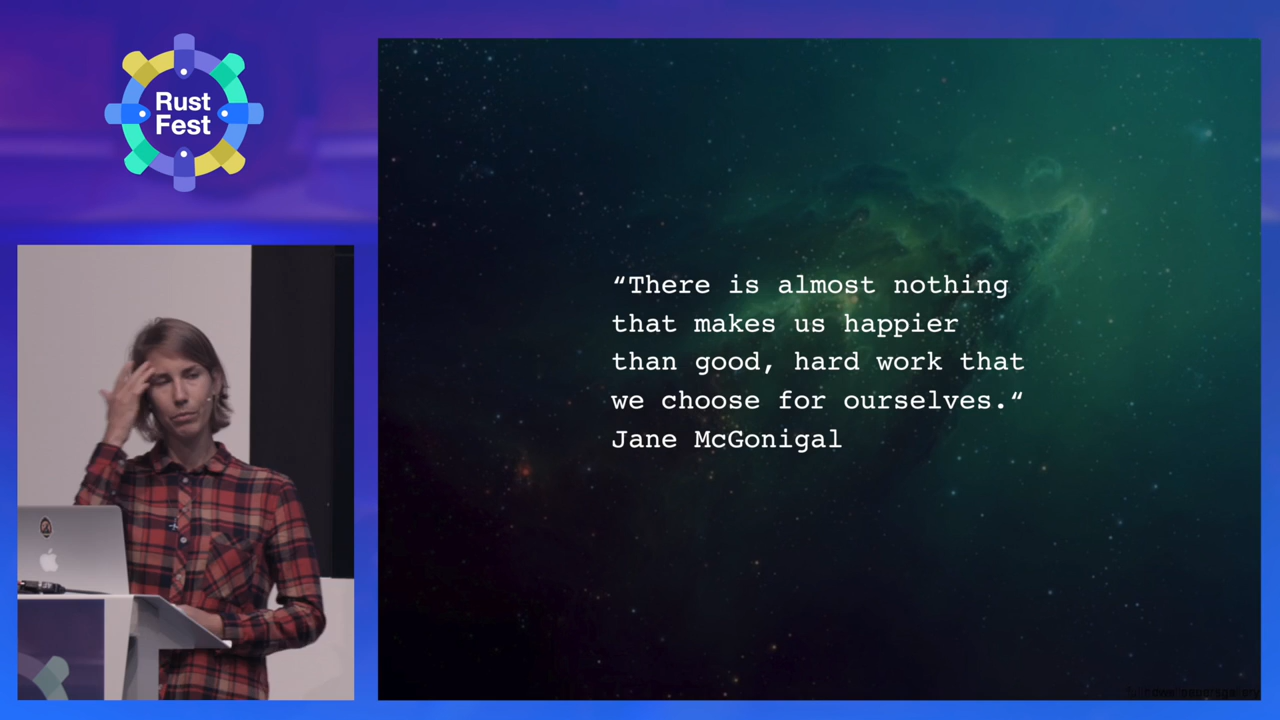 Rust
Fest
“There is almost nothing
that makes us happier
than good, hard work that
we choose for ourselves.“
Jane McGonigal